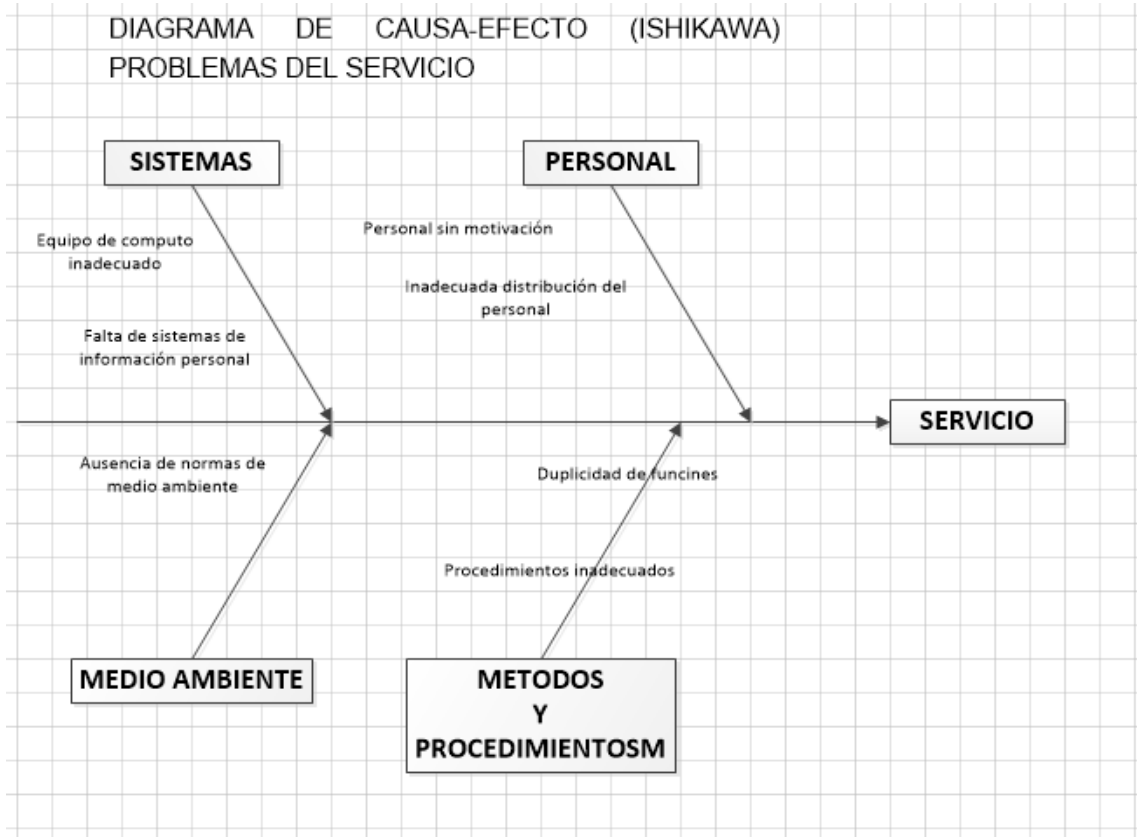 DIAGRAMA DE CAUSA-EFECTO (ISHIKAWA)
PROBLEMAS DEL SERVICIO
SISTEMAS
PERSONAL
Equipo de computo
inadecuado
Personal sin motivación
Inadecuada distribución del
personal
Falta de sistemas de
información personal
SERVICIO
Ausencia de normas de
medio ambiente
Duplicidad de funcines
Procedimientos inadecuados
MEDIO AMBIENTE
METODOS
Y
PROCEDIMIENTOSM